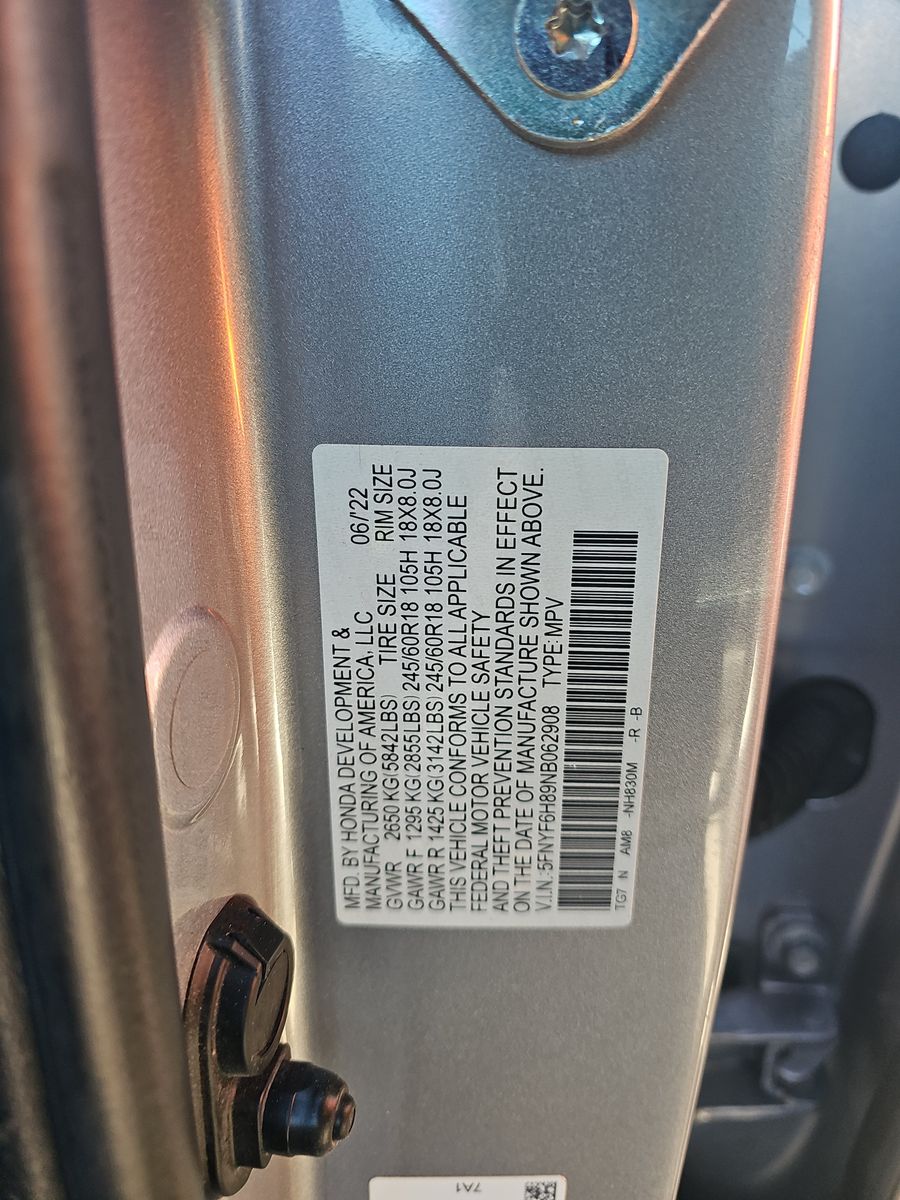 MFD. BY HONDA DEVELOPMENT &
MANUFACTURING OF AMERICA, LLC 06/'22
GVWR 2650 KG(5842LBS) TIRE SIZE RIM SIZE
GAWR F 1295 KG(2855LBS) 245/60R18 105H 18X8.0J
GAWR R 1425 KG(3142LBS) 245/60R18 105H 18X8.0J
THIS VEHICLE CONFORMS TO ALL APPLICABLE
FEDERAL MOTOR VEHICLE SAFETY
AND THEFT PREVENTION STANDARDS IN EFFECT
ON THE DATE OF MANUFACTURE SHOWN ABOVE.
V.I.N.:5FNYF6H89NB062908 TYPE:MPV
TG7 N AM8 -NH830M -R -B
7A1